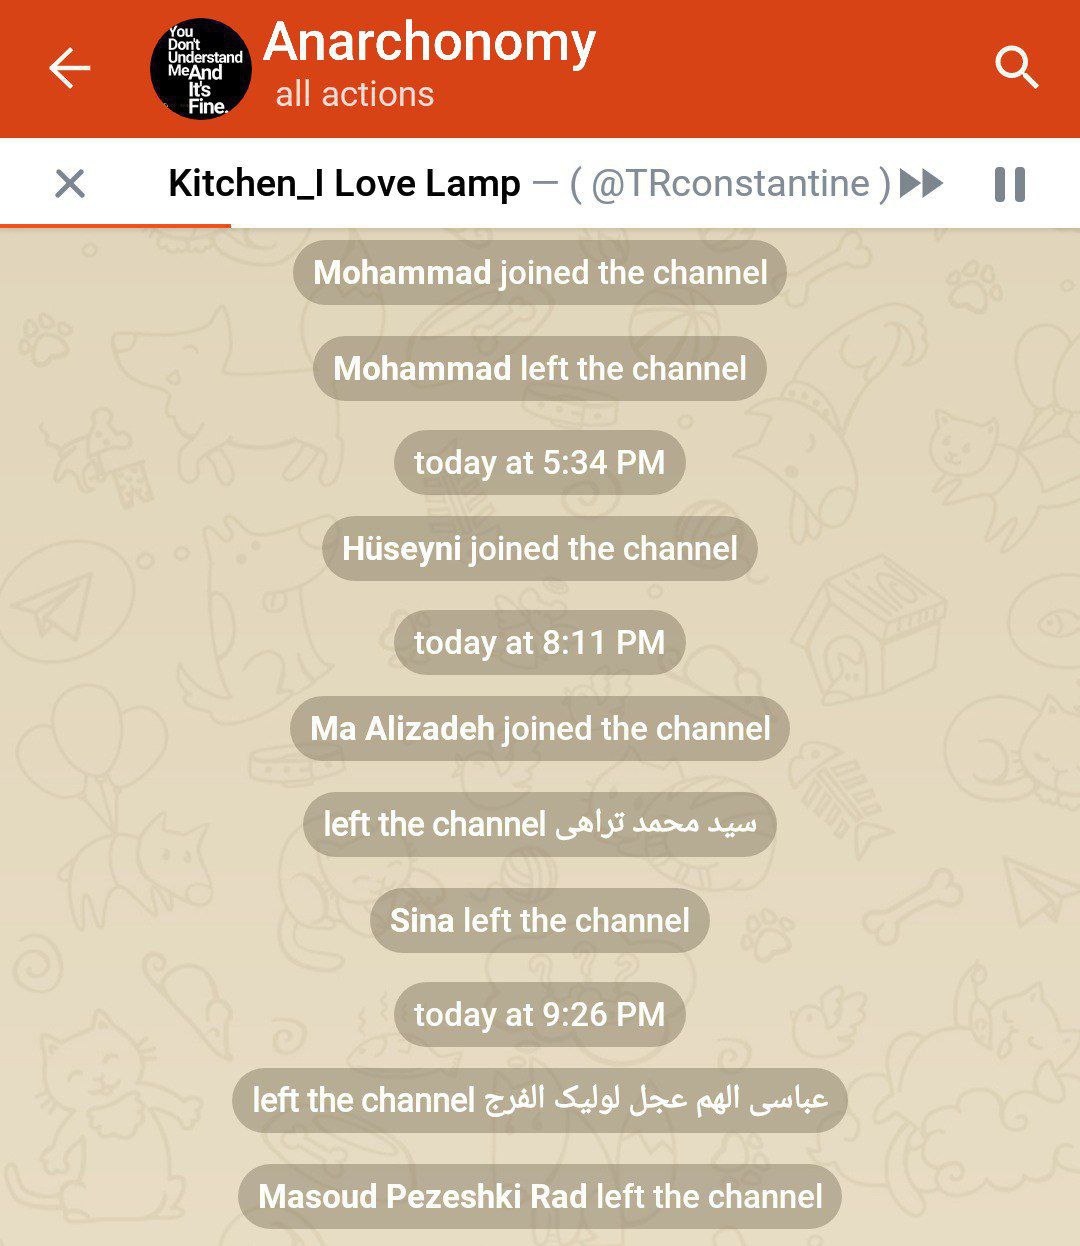 You
Don't
Understand
MeAnd
It's
Fine.
Anarchonomy
all actions
Kitchen_I Love Lamp – ( @TRconstantine )
Mohammad joined the channel
Mohammad left the channel
today at 5:34 PM
Hüseyni joined the channel
today at 8:11 PM
Ma Alizadeh joined the channel
left the channel سید محمد تراهی
Sina left the channel
today at 9:26 PM
left the channel عباسی الهم عجل لولیک الفرج
Masoud Pezeshki Rad left the channel